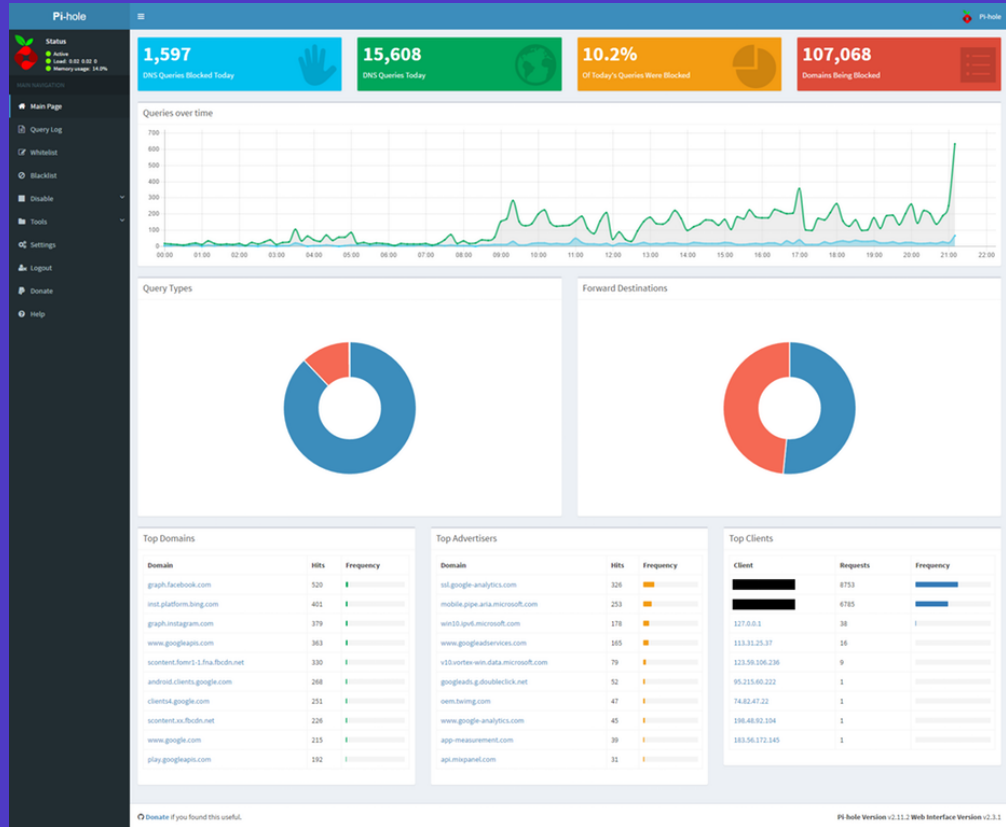 Pi-hole
Pi-hole
Status
Active
Load: 0.02 0.02 0
Memory usage: 14.0%
MAIN NAVIGATION
Main Page
Query Log
Whitelist
Blacklist
Disable
Tools
Settings
Logout
Donate
Help
1,597
DNS Queries Blocked Today
15,608
DNS Queries Today
10.2%
Of Today's Queries Were Blocked
107,068
Domains Being Blocked
Queries over time
700
600
500
400
300
200
100
0
00:00 01:00 02:00 03:00 04:00 05:00 06:00 07:00 08:00 09:00 10:00 11:00 12:00 13:00 14:00 15:00 16:00 17:00 18:00 19:00 20:00 21:00 22:00
Query Types
Forward Destinations
Top Domains
Domain Hits Frequency
graph.facebook.com 520
inst.platform.bing.com 401
graph.instagram.com 379
www.googleapis.com 363
scontent.fomr1-1.fna.fbcdn.net 330
android.clients.google.com 268
clients4.google.com 251
scontent.xx.fbcdn.net 226
www.google.com 215
play.googleapis.com 192
Top Advertisers
Domain Hits Frequency
ssl.google-analytics.com 326
mobile.pipe.aria.microsoft.com 253
win10.ipv6.microsoft.com 178
www.googleadservices.com 165
v10.vortex-win.data.microsoft.com 79
googleads.g.doubleclick.net 52
oem.twimg.com 47
www.google-analytics.com 45
app-measurement.com 39
api.mixpanel.com 31
Top Clients
Client Requests Frequency
8753
6785
127.0.0.1 38
113.31.25.37 16
123.59.106.236 9
95.215.60.222 1
74.82.47.22 1
198.48.92.104 1
183.56.172.145 1
Donate if you found this useful.
Pi-hole Version v2.11.2 Web Interface Version v2.3.1